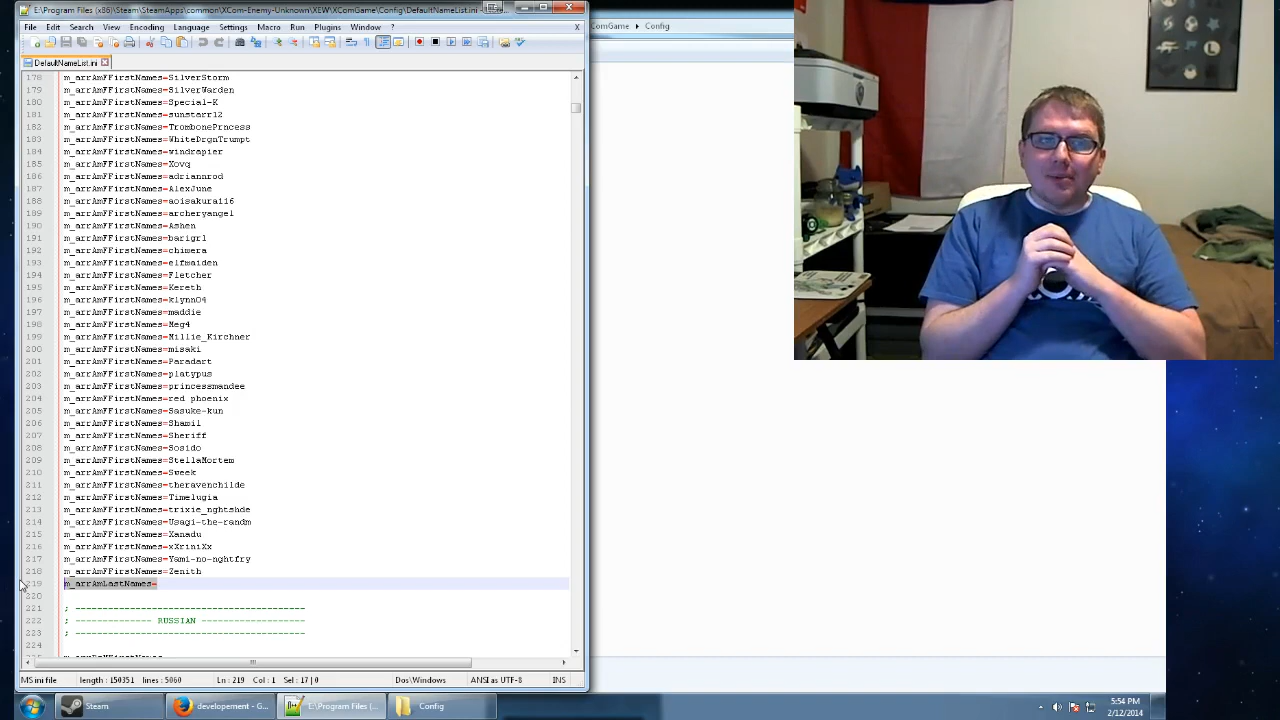 E:\Program Files (x86)\Steam\SteamApps\common\XCom-Enemy-Unknown\XEW\XComGame\Config\DefaultNameList.ini -
File Edit Search View Encoding Language Settings Macro Run Plugins Window ? X
DefaultNameList.ini
178 m_arrAmFFirstNames=SilverStorm
179 m_arrAmFFirstNames=SilverWarden
180 m_arrAmFFirstNames=Special-K
181 m_arrAmFFirstNames=sunstarr12
182 m_arrAmFFirstNames=TrombonePrncess
183 m_arrAmFFirstNames=WhiteDrgnTrumpt
184 m_arrAmFFirstNames=windrapier
185 m_arrAmFFirstNames=Xovq
186 m_arrAmFFirstNames=adriannrod
187 m_arrAmFFirstNames=AlexJune
188 m_arrAmFFirstNames=aoisakura116
189 m_arrAmFFirstNames=archeryangel
190 m_arrAmFFirstNames=Ashen
191 m_arrAmFFirstNames=barigrl
192 m_arrAmFFirstNames=chimera
193 m_arrAmFFirstNames=elfwaiden
194 m_arrAmFFirstNames=Fletcher
195 m_arrAmFFirstNames=Kereth
196 m_arrAmFFirstNames=klynn04
197 m_arrAmFFirstNames=maddie
198 m_arrAmFFirstNames=Meg4
199 m_arrAmFFirstNames=Millie_Kirchner
200 m_arrAmFFirstNames=misaki
201 m_arrAmFFirstNames=Paradart
202 m_arrAmFFirstNames=platypus
203 m_arrAmFFirstNames=princessmandee
204 m_arrAmFFirstNames=red phoenix
205 m_arrAmFFirstNames=Sasuke-kun
206 m_arrAmFFirstNames=Shamil
207 m_arrAmFFirstNames=Sheriff
208 m_arrAmFFirstNames=Sosido
209 m_arrAmFFirstNames=StellaMortem
210 m_arrAmFFirstNames=Sweek
211 m_arrAmFFirstNames=theravenchilde
212 m_arrAmFFirstNames=Timelugia
213 m_arrAmFFirstNames=trixie_nghtshde
214 m_arrAmFFirstNames=Usagi-the-randm
215 m_arrAmFFirstNames=Xanadu
216 m_arrAmFFirstNames=xXriniXx
217 m_arrAmFFirstNames=Yami-no-nghtfry
218 m_arrAmFFirstNames=Zenith
219 m_arrAmLastNames=
220
221 ; ------------------------------------------
222 ; -------------- RUSSIAN -------------------
223 ; ------------------------------------------
224
MS ini file length : 150351 lines : 5060 Ln : 219 Col : 1 Sel : 17 | 0 Dos\Windows ANSI as UTF-8 INS
ComGame Config
Steam developement - G... E:\Program Files (... Config
5:54 PM
2/12/2014